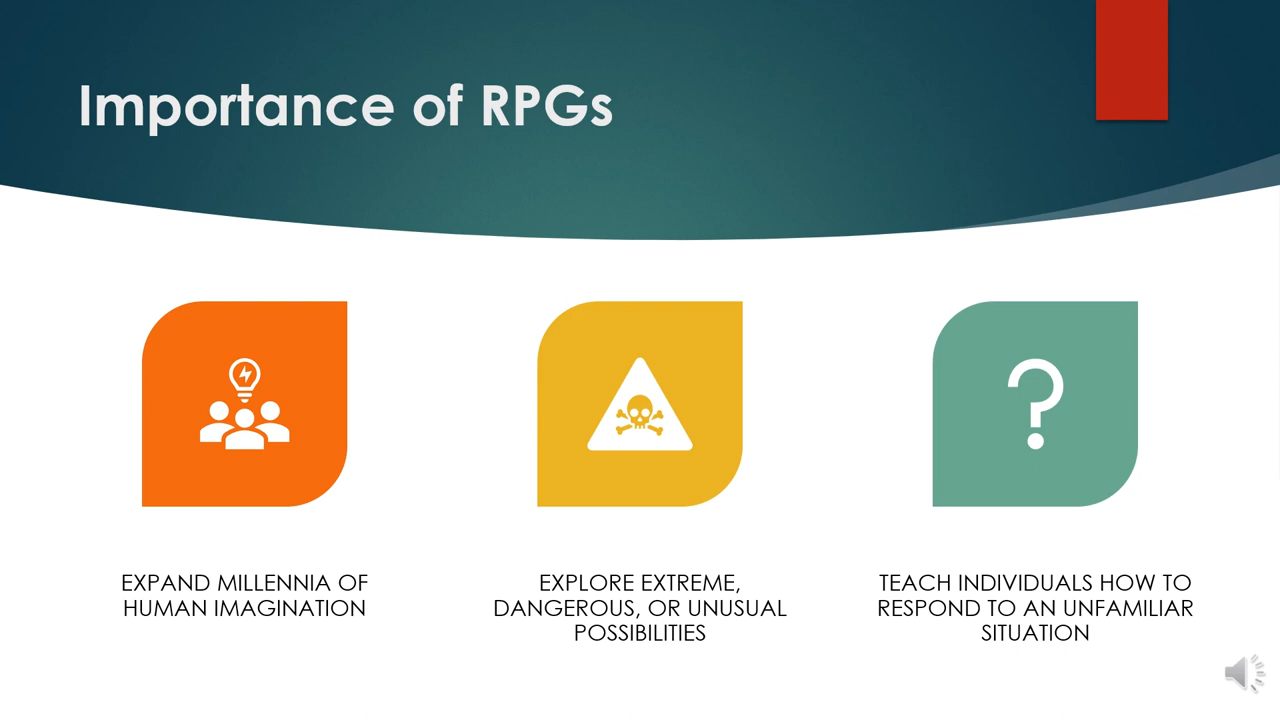 Importance of RPGs
EXPAND MILLENNIA OF
HUMAN IMAGINATION
EXPLORE EXTREME,
DANGEROUS, OR UNUSUAL
POSSIBILITIES
TEACH INDIVIDUALS HOW TO
RESPOND TO AN UNFAMILIAR
SITUATION